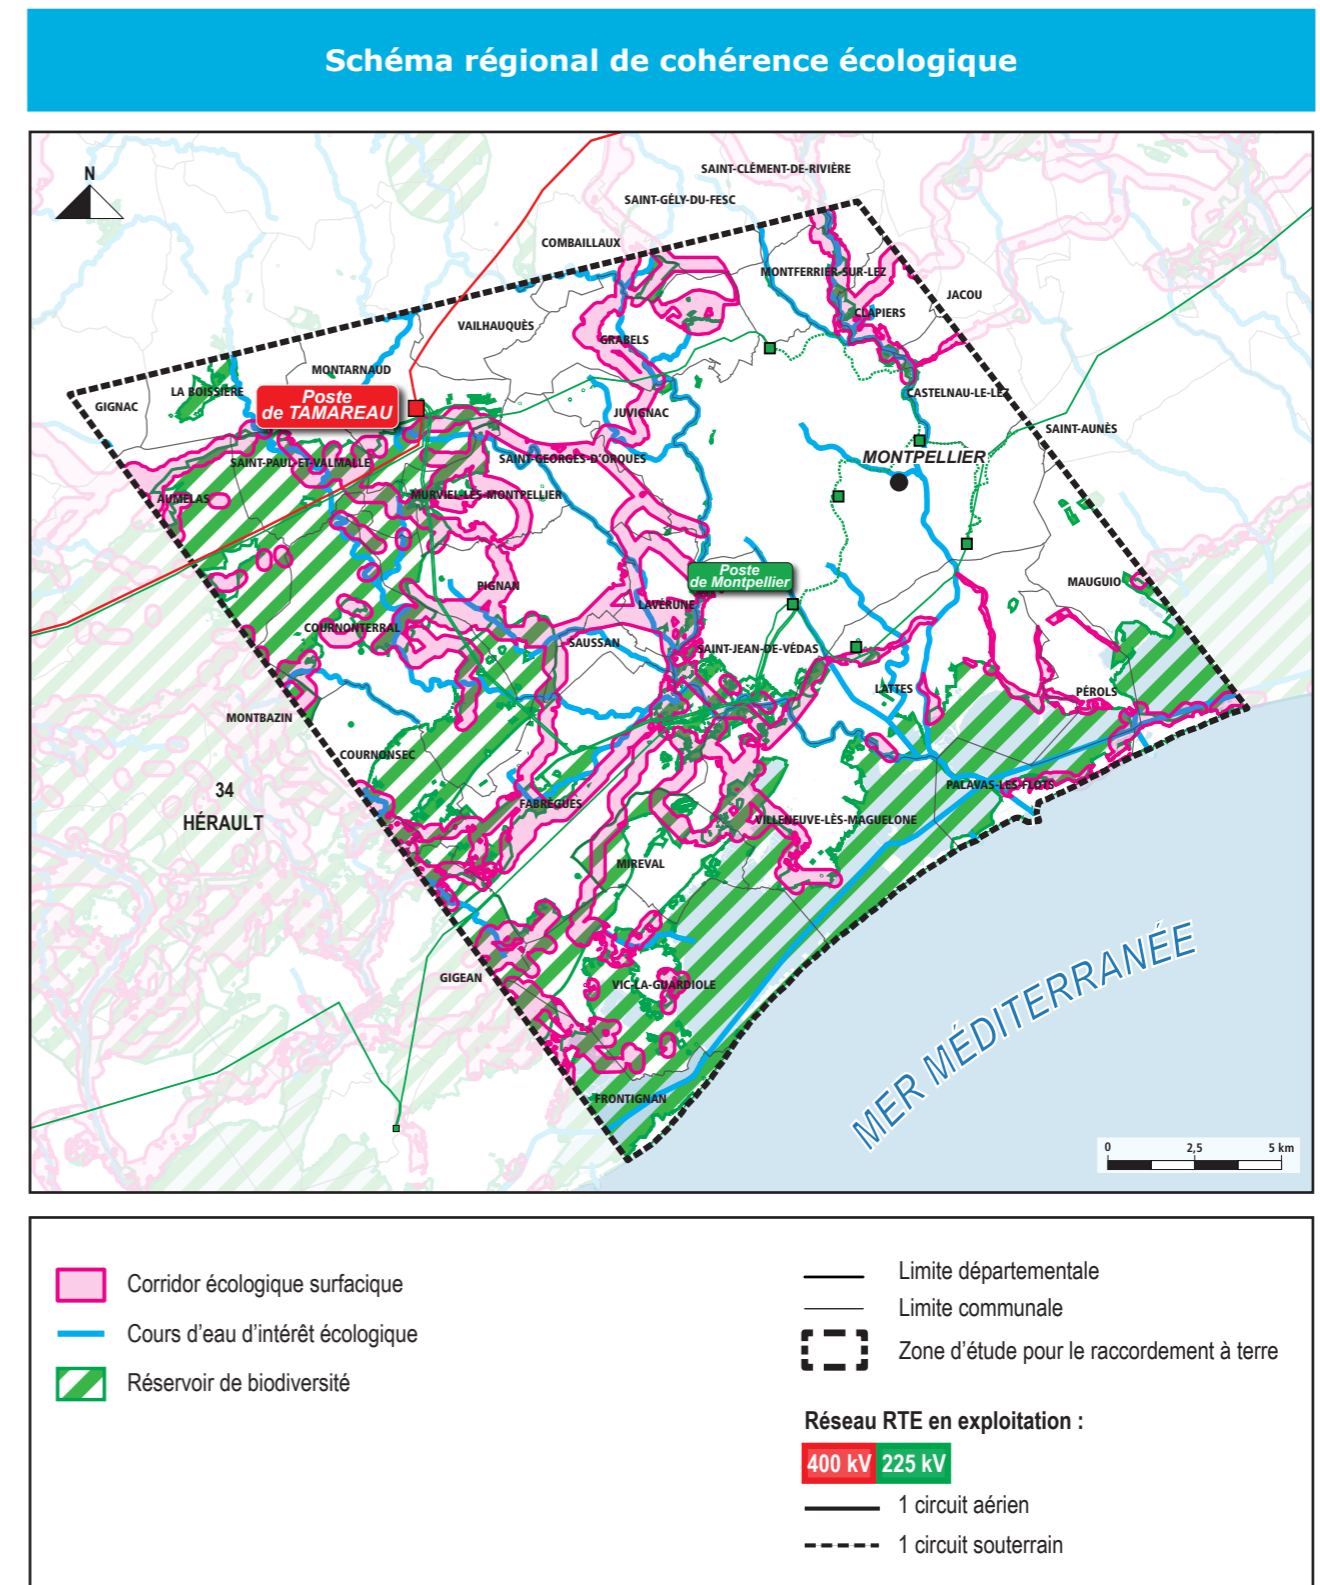 Schéma régional de cohérence écologique
N
SAINT-CLÉMENT-DE-RIVIÈRE
SAINT-GÉLY-DU-FESC
COMBAILLAUX
MONTFERRIER-SUR-LEZ
JACOU
CLAPIERS
VAILHAUQUÈS
GRABELS
MONTARNAUD
LA BOISSIÈRE
GIGNAC
Poste
de TAMAREAU
CASTELNAU-LE-LEZ
JUVIGNAC
SAINT-AUNÈS
MONTPELLIER
SAINT-GEORGES-D'ORQUES
SAINT-PAUL-ET-VALMALLE
AUMELAS
MURVIEL-LÈS-MONTPELLIER
Poste
de Montpellier
MAUGUIO
PIGNAN
LAVÉRUNE
COURNONTERRAL
SAUSSAN
SAINT-JEAN-DE-VÉDAS
LATTES
PÉROLS
MONTBAZIN
COURNONSEC
34
HÉRAULT
PALAVAS-LES-FLOTS
FABRÈGUES
VILLENEUVE-LÈS-MAGUELONE
MIREVAL
GIGEAN
VIC-LA-GUARDIOLE
MER MÉDITERRANÉE
FRONTIGNAN
0 2,5 5 km
Corridor écologique surfacique
Cours d'eau d'intérêt écologique
Réservoir de biodiversité
Limite départementale
Limite communale
Zone d'étude pour le raccordement à terre
Réseau RTE en exploitation :
400 kV 225 kV
1 circuit aérien
1 circuit souterrain